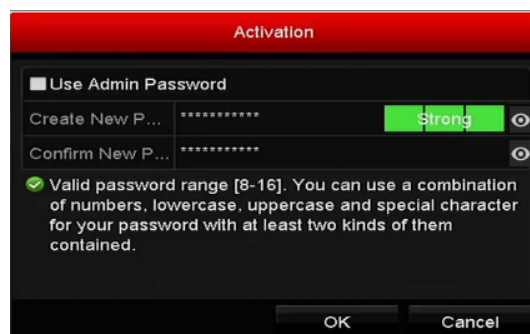 Activation
Use Admin Password
Create New P... *********** Strong
Confirm New P... ***********
Valid password range [8-16]. You can use a combination
of numbers, lowercase, uppercase and special character
for your password with at least two kinds of them
contained.
OK Cancel